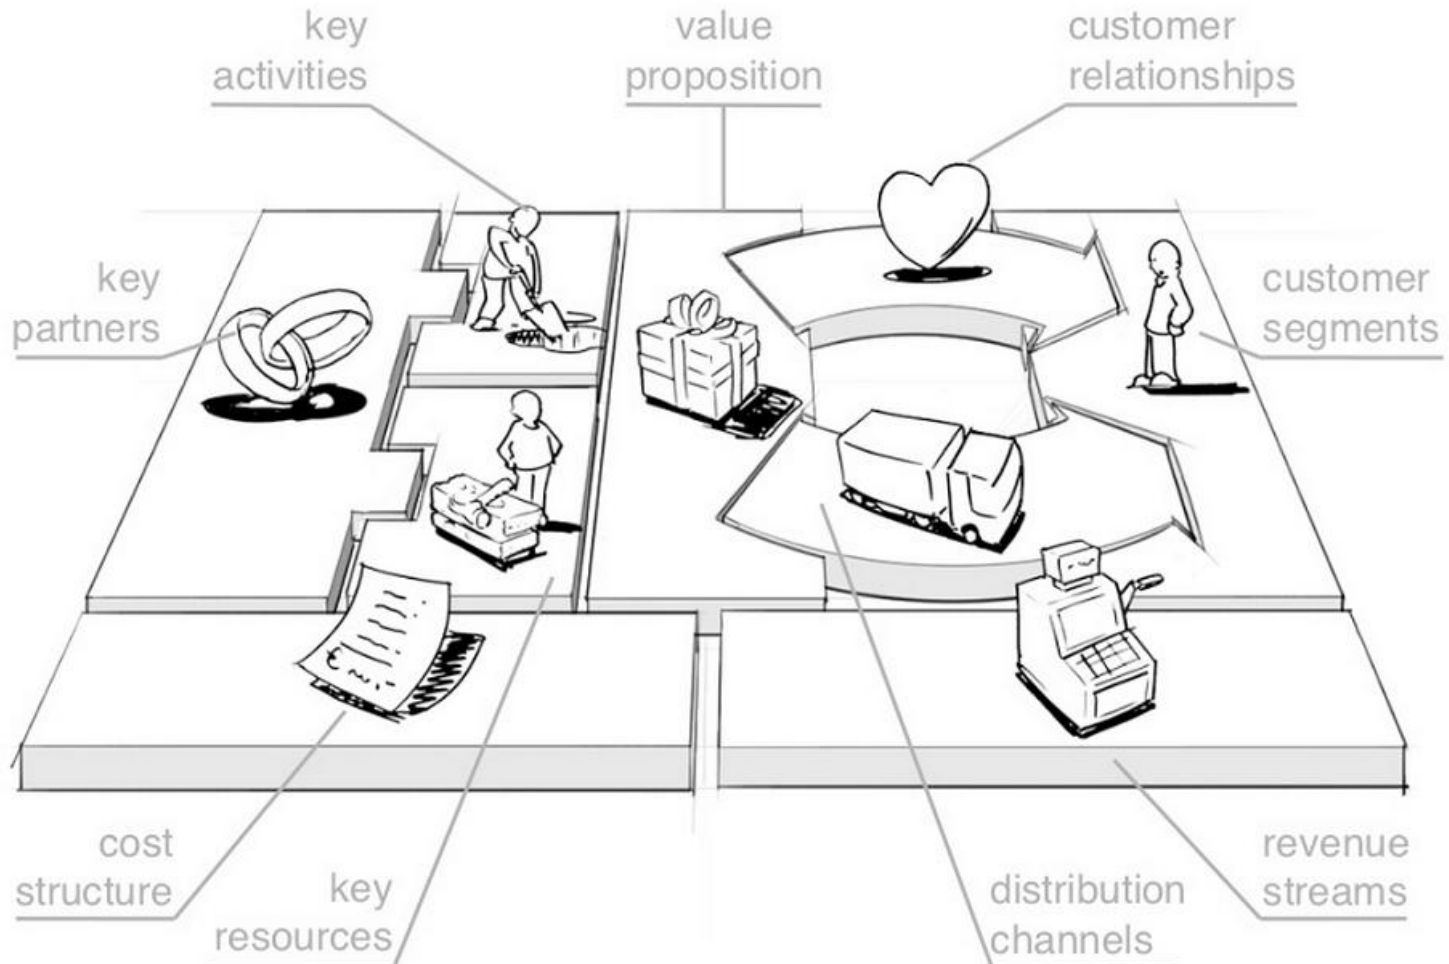 key
activities
value
proposition
customer
relationships
key
partners
customer
segments
cost
structure
key
resources
distribution
channels
revenue
streams